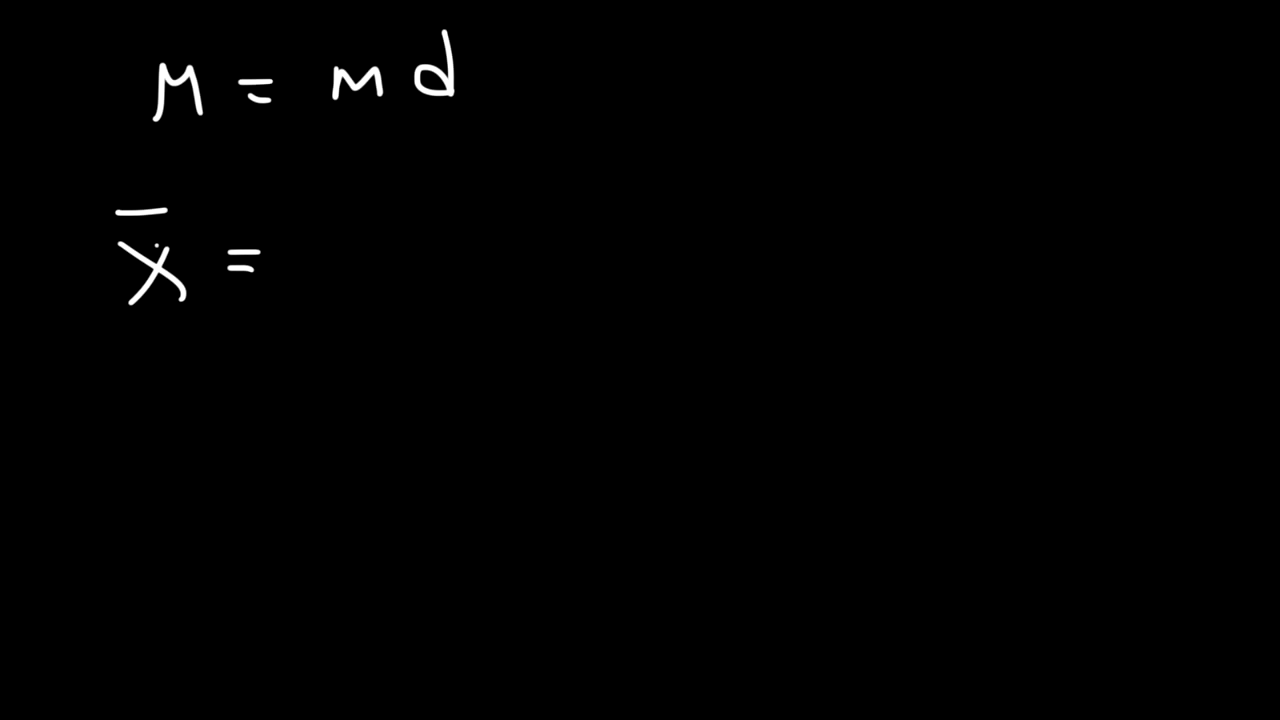 M = md
x̄ =